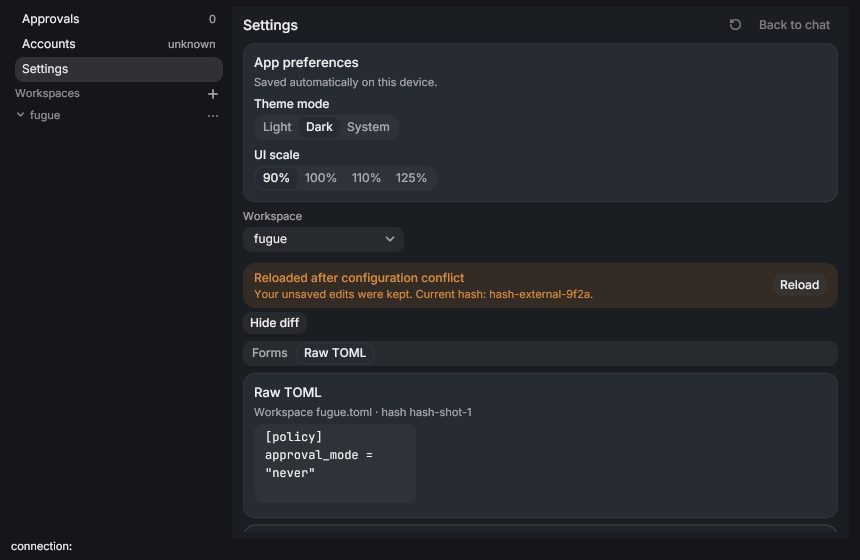 Approvals 0
Accounts unknown
Settings
Workspaces +
fugue ...
Settings
Back to chat
App preferences
Saved automatically on this device.
Theme mode
Light Dark System
UI scale
90% 100% 110% 125%
Workspace
fugue
Reloaded after configuration conflict
Your unsaved edits were kept. Current hash: hash-external-9f2a.
Reload
Hide diff
Forms Raw TOML
Raw TOML
Workspace fugue.toml · hash hash-shot-1
[policy]
approval_mode =
"never"
connection: